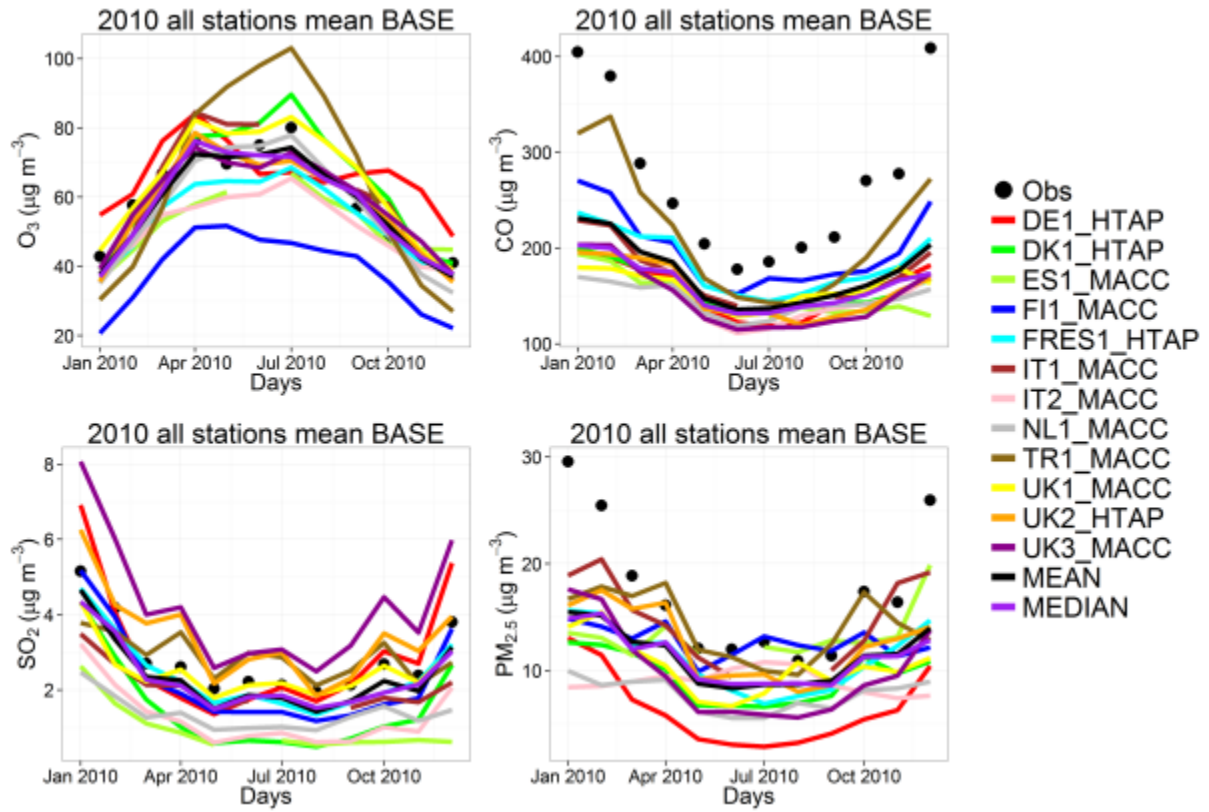 2010 all stations mean BASE
O₃ (µg m⁻³)
100
80
60
40
20
Jan 2010 Apr 2010 Jul 2010 Oct 2010
Days
2010 all stations mean BASE
CO (µg m⁻³)
400
300
200
100
Jan 2010 Apr 2010 Jul 2010 Oct 2010
Days
2010 all stations mean BASE
SO₂ (µg m⁻³)
8
6
4
2
Jan 2010 Apr 2010 Jul 2010 Oct 2010
Days
2010 all stations mean BASE
PM₂.₅ (µg m⁻³)
30
20
10
Jan 2010 Apr 2010 Jul 2010 Oct 2010
Days
Obs
DE1_HTAP
DK1_HTAP
ES1_MACC
FI1_MACC
FRES1_HTAP
IT1_MACC
IT2_MACC
NL1_MACC
TR1_MACC
UK1_MACC
UK2_HTAP
UK3_MACC
MEAN
MEDIAN